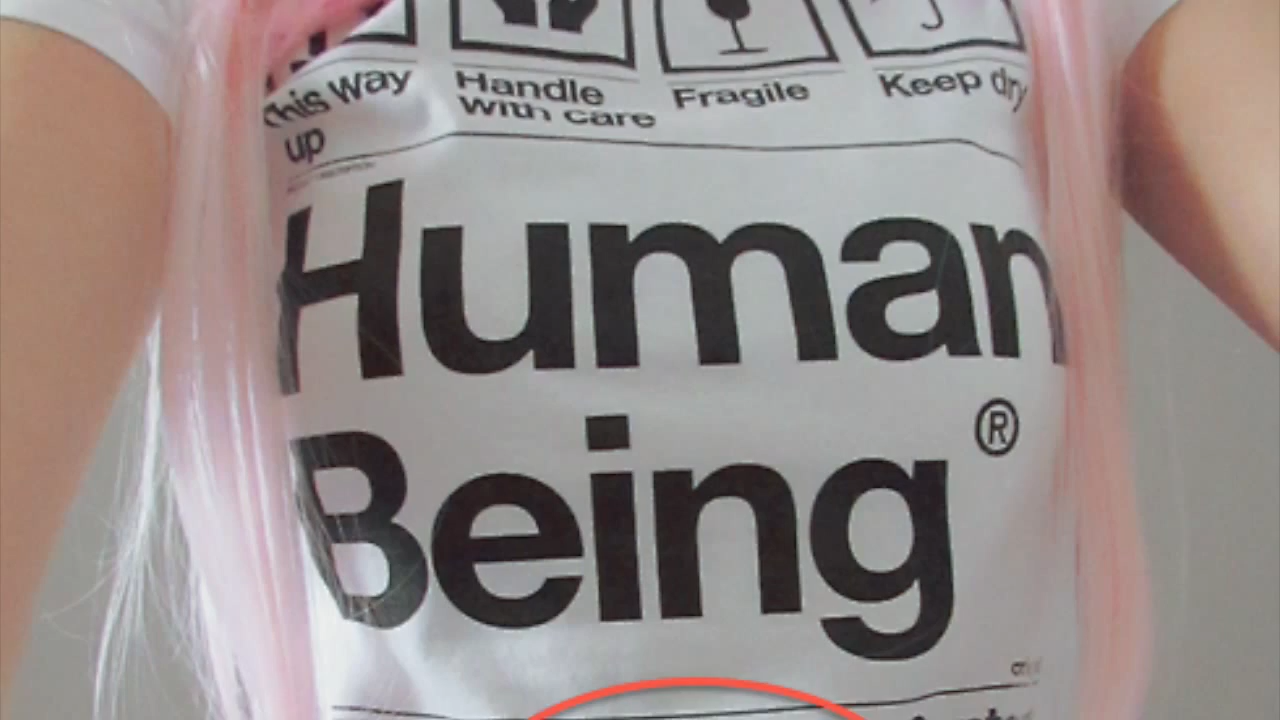 This way up
Handle
With care
Fragile
Keep dry
Human
Being®